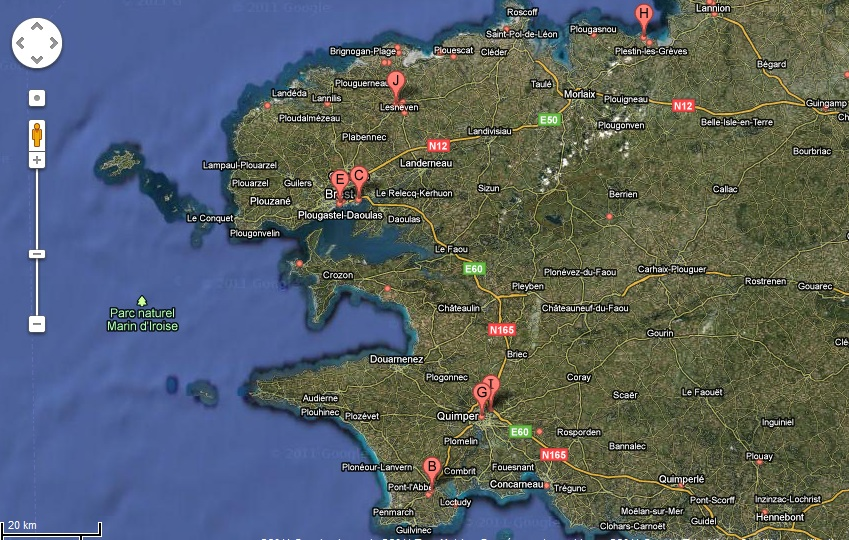 Roscoff
H
Lannion
Saint-Pol-de-Léon
Plougasnou
Brignogan-Plage
Plouescat
Cléder
Plestin-les-Grèves
Bégard
Plouguerneau
J
Taulé
Landéda
Lannilis
Lesneven
Morlaix
Plouigneau
N12
Guingamp
Ploudalmézeau
E50
Belle-Isle-en-Terre
Plabennec
Landivisiau
Plougonven
N12
Bourbriac
Lampaul-Plouarzel
Landerneau
Plouarzel
Guilers
E
C
Brest
Le Relecq-Kerhuon
Sizun
Berrien
Callac
Plouzané
Plougastel-Daoulas
Le Conquet
Daoulas
Plougonvelin
Le Faou
Crozon
E60
Plonévez-du-Faou
Carhaix-Plouguer
Rostrenen
Gouarec
Pleyben
Parc naturel
Marin d'Iroise
Châteaulin
Châteauneuf-du-Faou
N165
Gourin
Douarnenez
Briec
Plogonnec
Coray
Audierne
G
I
Scaër
Le Faouët
Plouhinec
Plozévet
Quimper
Inguiniel
E60
Rosporden
Plomelin
Bannalec
N165
Plouay
Plonéour-Lanvern
B
Combrit
Fouesnant
Pont-l'Abbé
Concarneau
Trégunc
Quimperlé
Loctudy
Pont-Scorff
Inzinzac-Lochrist
Penmarch
Moëlan-sur-Mer
Guidel
Hennebont
20 km
Guilvinec
Clohars-Carnoët